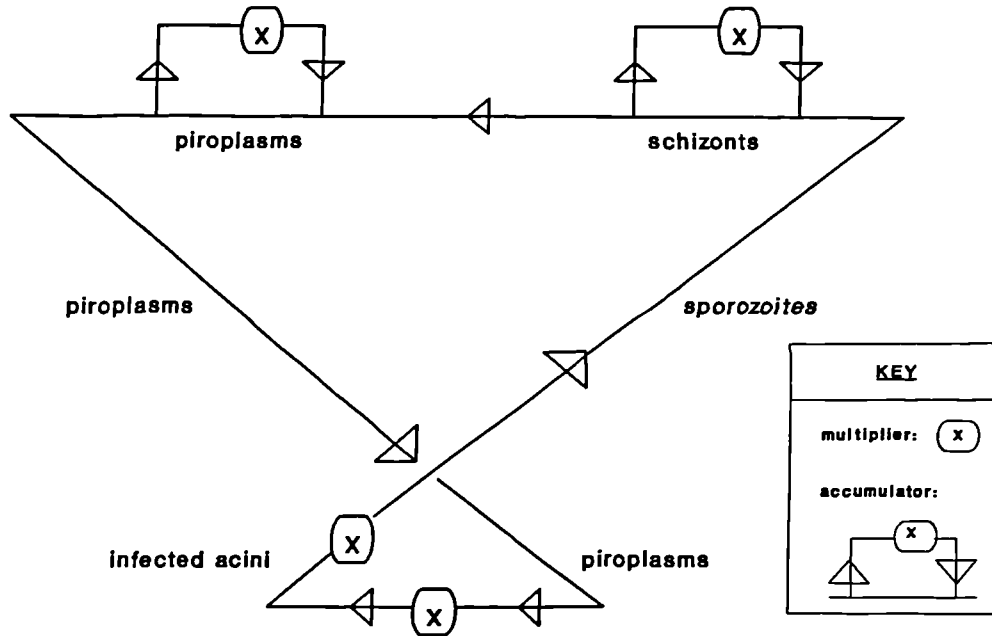 X
X
piroplasms
schizonts
piroplasms
sporozoites
KEY
multiplier: X
accumulator:
X
X
infected acini
piroplasms
X